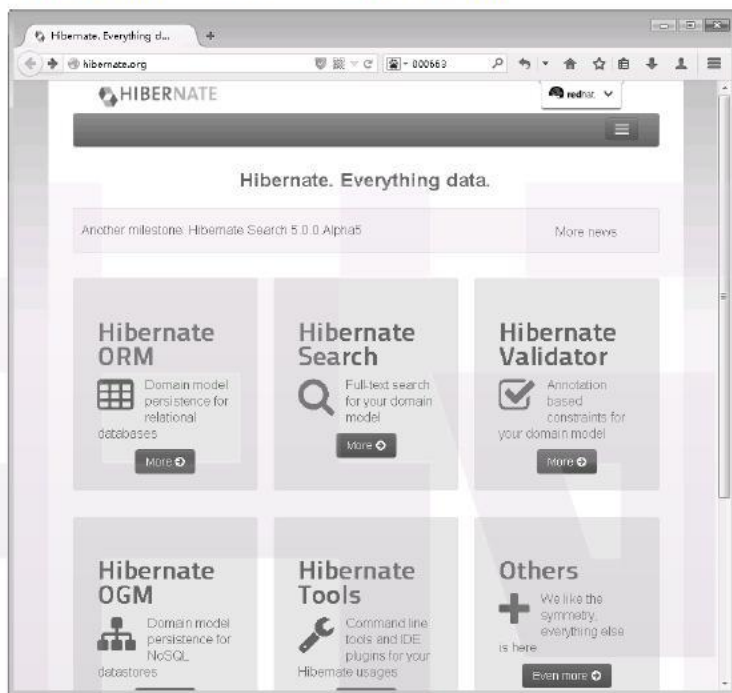 Hibernate. Everything d...
hibernate.org
000663
HIBERNATE
redhat.
Hibernate. Everything data.
Another milestone: Hibernate Search 5.0.0.Alpha5
More news
Hibernate
ORM
Domain model
persistence for
relational
databases
More
Hibernate
Search
Full-text search
for your domain
model
More
Hibernate
Validator
Annotation
based
constraints for
your domain model
More
Hibernate
OGM
Domain model
persistence for
NoSQL
datastores
Hibernate
Tools
Command line
tools and IDE
plugins for your
Hibernate usages
Others
We like the
symmetry,
everything else
is here
Even more